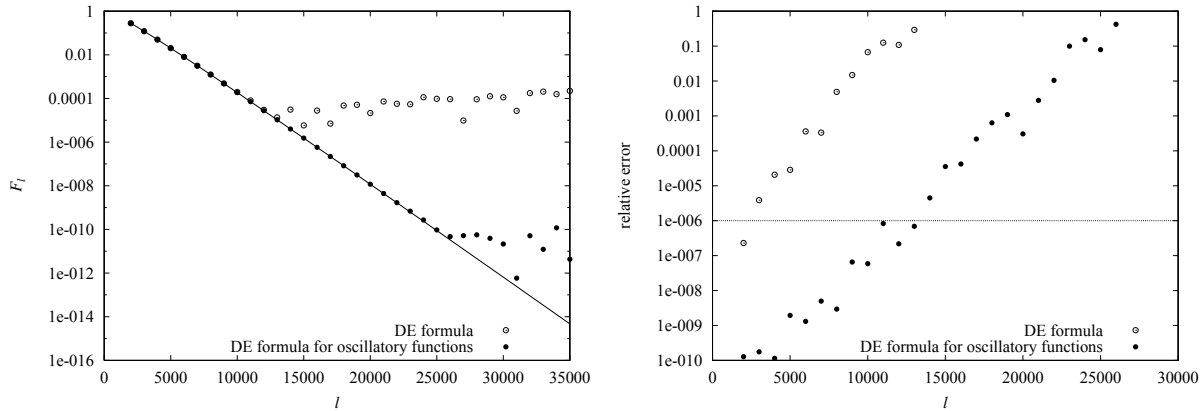 1
0.01
0.0001
1e-006
1e-008
1e-010
1e-012
1e-014
1e-016
F_l
0 5000 10000 15000 20000 25000 30000 35000
l
DE formula
DE formula for oscillatory functions
1
0.1
0.01
0.001
0.0001
1e-005
1e-006
1e-007
1e-008
1e-009
1e-010
relative error
0 5000 10000 15000 20000 25000 30000
l
DE formula
DE formula for oscillatory functions